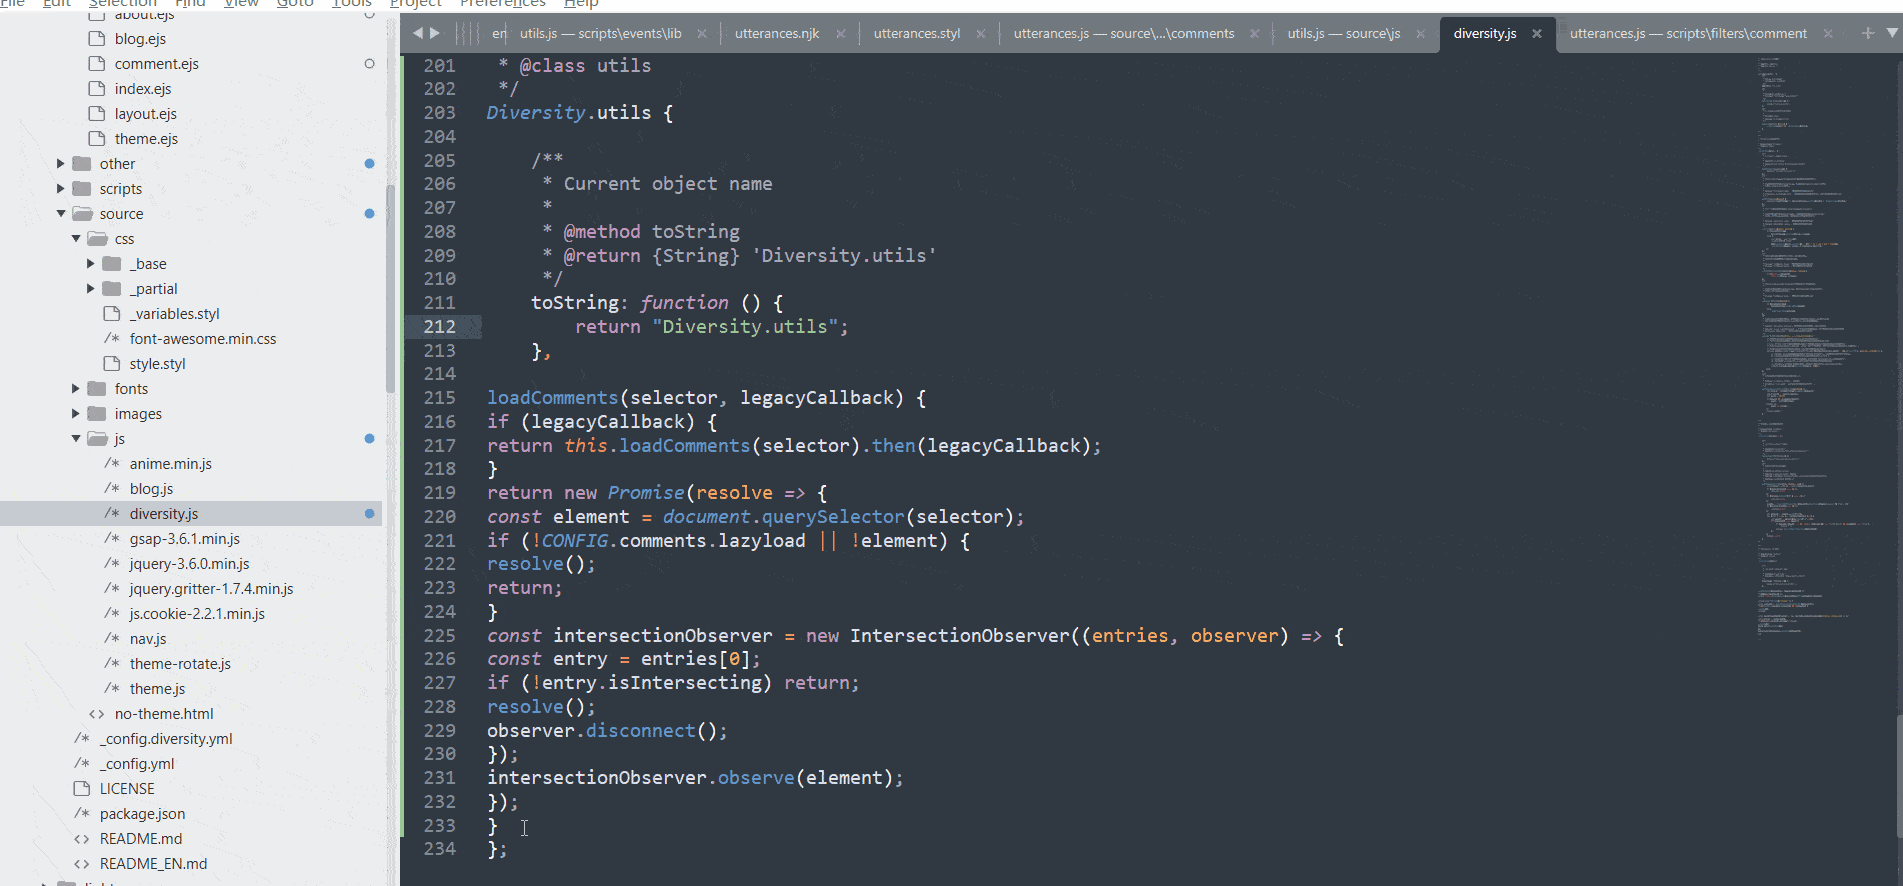 File Edit Selection Find View Goto Tools Project Preferences Help
about.ejs
blog.ejs
comment.ejs
index.ejs
layout.ejs
theme.ejs
other
scripts
source
css
_base
_partial
_variables.styl
/* font-awesome.min.css
style.styl
fonts
images
js
/* anime.min.js
/* blog.js
/* diversity.js
/* gsap-3.6.1.min.js
/* jquery-3.6.0.min.js
/* jquery.gritter-1.7.4.min.js
/* js.cookie-2.2.1.min.js
/* nav.js
/* theme-rotate.js
/* theme.js
<> no-theme.html
/* _config.diversity.yml
/* _config.yml
LICENSE
/* package.json
<> README.md
<> README_EN.md
en utils.js — scripts\events\lib × utterances.njk × utterances.styl × utterances.js — source\...\comments × utils.js — source\js × diversity.js × utterances.js — scripts\filters\comment × +
201 * @class utils
202 */
203 Diversity.utils {
204
205 /**
206 * Current object name
207 *
208 * @method toString
209 * @return {String} 'Diversity.utils'
210 */
211 toString: function () {
212 return "Diversity.utils";
213 },
214
215 loadComments(selector, legacyCallback) {
216 if (legacyCallback) {
217 return this.loadComments(selector).then(legacyCallback);
218 }
219 return new Promise(resolve => {
220 const element = document.querySelector(selector);
221 if (!CONFIG.comments.lazyload || !element) {
222 resolve();
223 return;
224 }
225 const intersectionObserver = new IntersectionObserver((entries, observer) => {
226 const entry = entries[0];
227 if (!entry.isIntersecting) return;
228 resolve();
229 observer.disconnect();
230 });
231 intersectionObserver.observe(element);
232 });
233 }
234 };